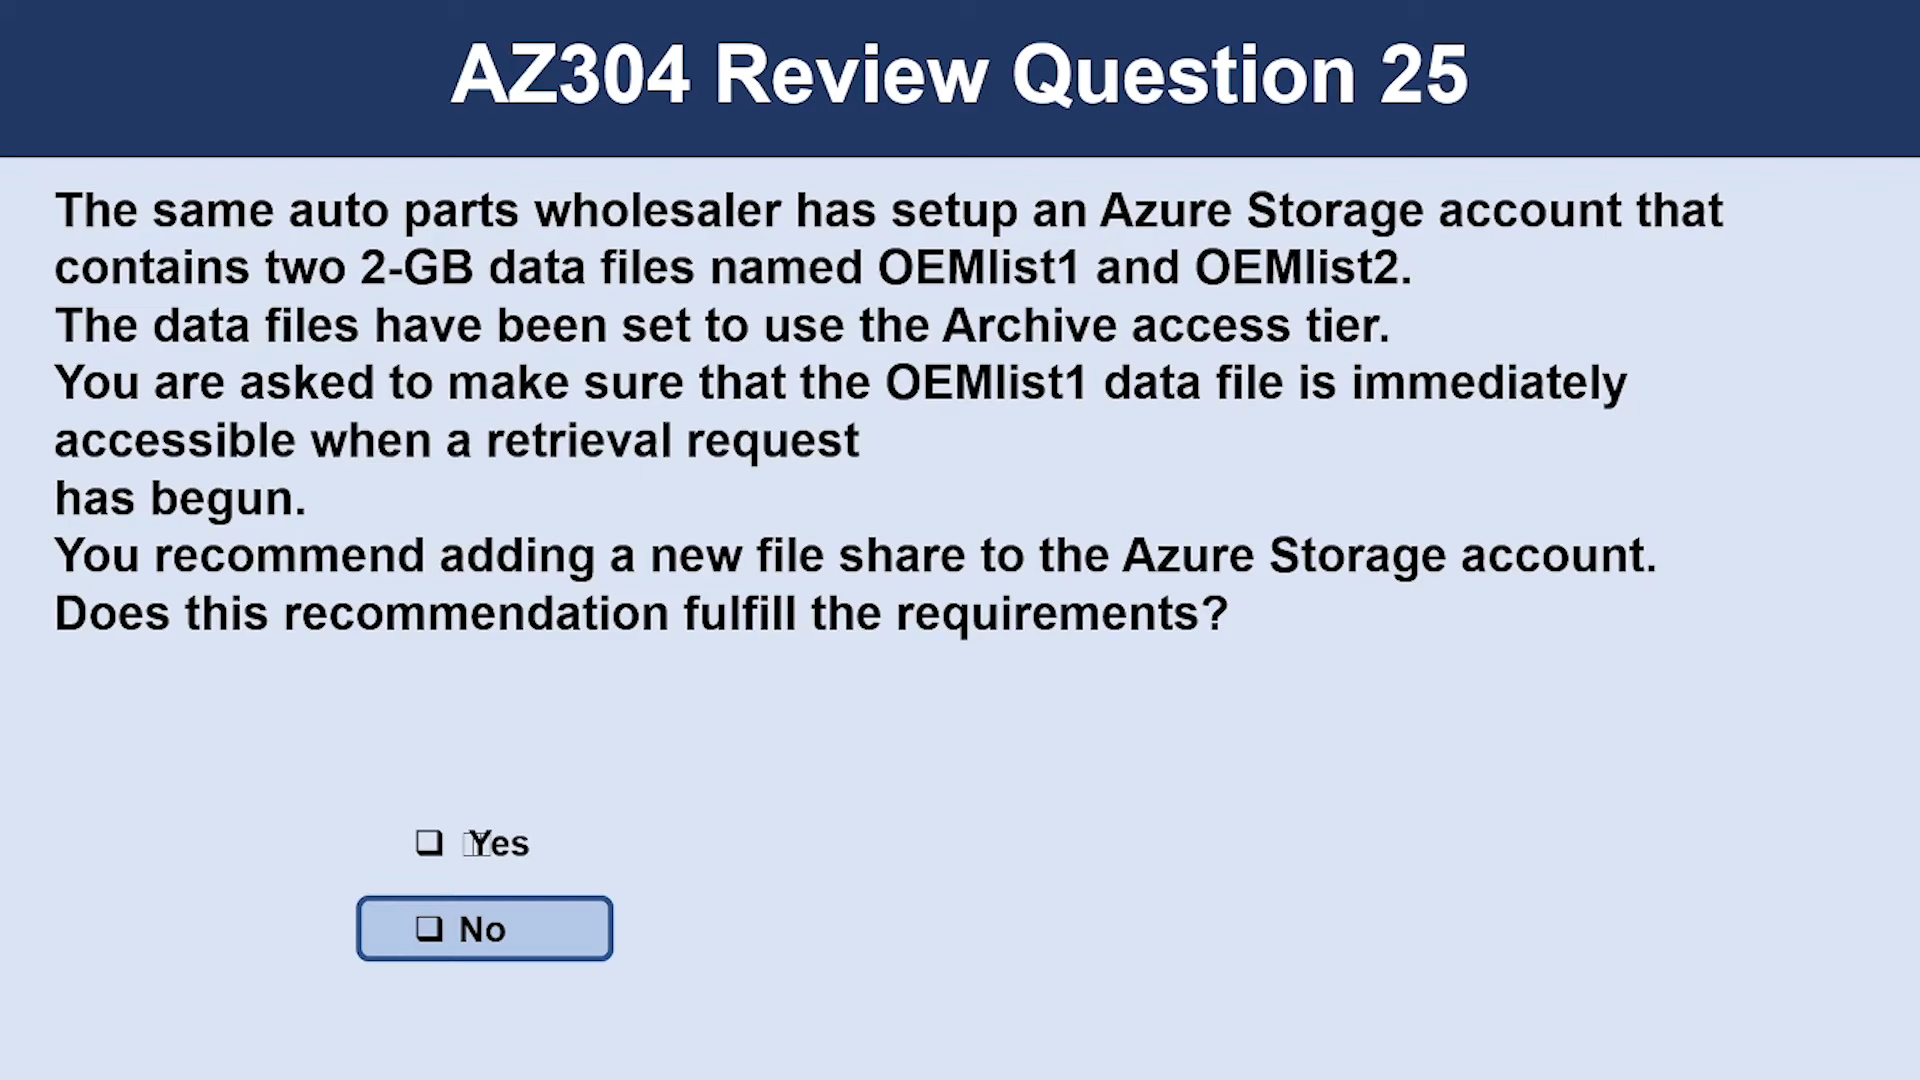 AZ304 Review Question 25
The same auto parts wholesaler has setup an Azure Storage account that
contains two 2-GB data files named OEMlist1 and OEMlist2.
The data files have been set to use the Archive access tier.
You are asked to make sure that the OEMlist1 data file is immediately
accessible when a retrieval request
has begun.
You recommend adding a new file share to the Azure Storage account.
Does this recommendation fulfill the requirements?
❑ Yes
❑ No